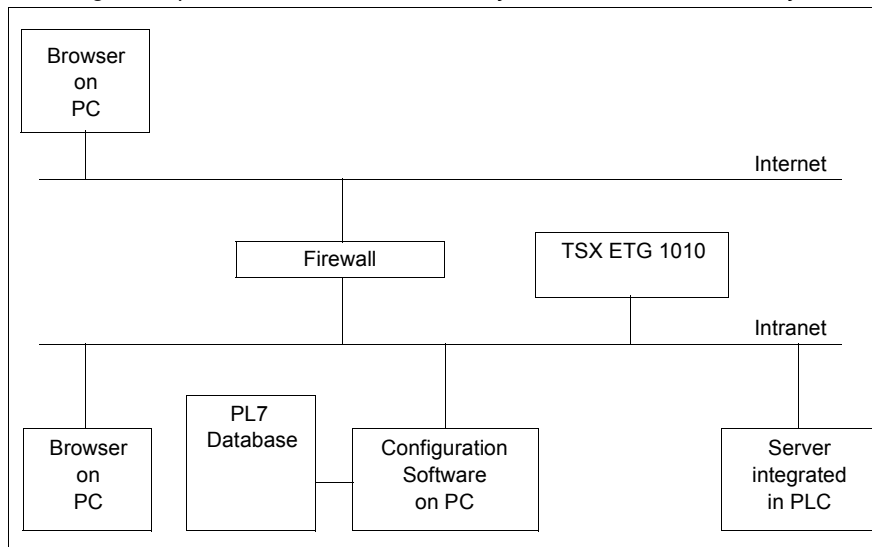 Browser
on
PC
Internet
Firewall
TSX ETG 1010
Intranet
Browser
on
PC
PL7
Database
Configuration
Software
on PC
Server
integrated
in PLC